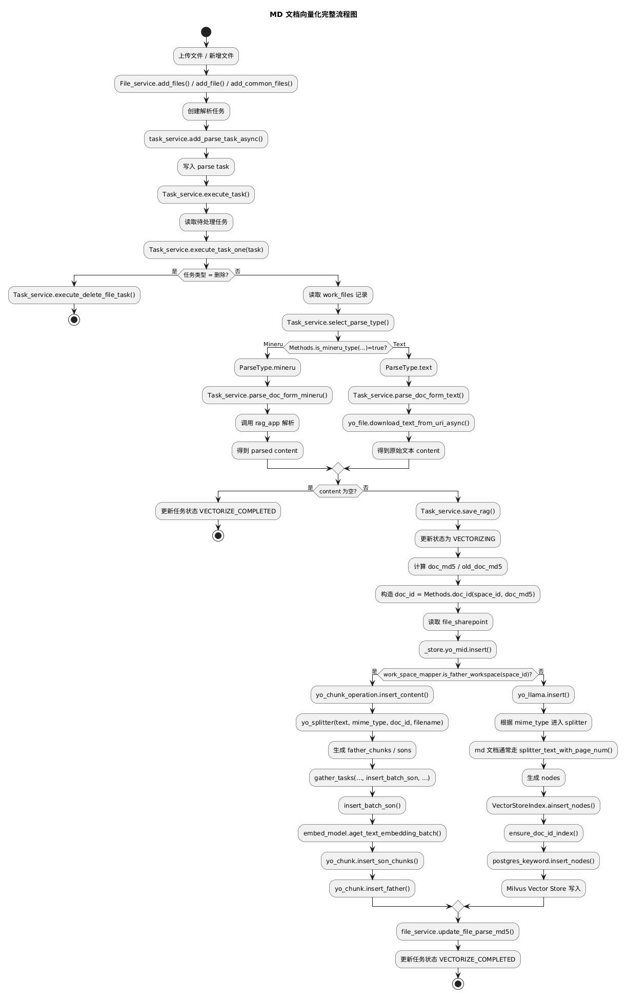 MD 文档向量化完整流程图
上传文件 / 新增文件
File_service.add_files() / add_file() / add_common_files()
创建解析任务
task_service.add_parse_task_async()
写入 parse task
Task_service.execute_task()
读取待处理任务
Task_service.execute_task_one(task)
是
任务类型 = 删除?
否
Task_service.execute_delete_file_task()
读取 work_files 记录
Task_service.select_parse_type()
Mineru
Methods.is_mineru_type(...)=true?
Text
ParseType.mineru
Task_service.parse_doc_form_mineru()
调用 rag_app 解析
得到 parsed content
ParseType.text
Task_service.parse_doc_form_text()
yo_file.download_text_from_uri_async()
得到原始文本 content
是
content 为空?
否
更新任务状态 VECTORIZE_COMPLETED
Task_service.save_rag()
更新状态为 VECTORIZING
计算 doc_md5 / old_doc_md5
构造 doc_id = Methods.doc_id(space_id, doc_md5)
读取 file_sharepoint
_store.yo_mid.insert()
是
work_space_mapper.is_father_workspace(space_id)?
否
yo_chunk_operation.insert_content()
yo_splitter(text, mime_type, doc_id, filename)
生成 father_chunks / sons
gather_tasks(..., insert_batch_son, ...)
insert_batch_son()
embed_model.aget_text_embedding_batch()
yo_chunk.insert_son_chunks()
yo_chunk.insert_father()
yo_llama.insert()
根据 mime_type 进入 splitter
md 文档通常走 splitter_text_with_page_num()
生成 nodes
VectorStoreIndex.ainsert_nodes()
ensure_doc_id_index()
postgres_keyword.insert_nodes()
Milvus Vector Store 写入
file_service.update_file_parse_md5()
更新任务状态 VECTORIZE_COMPLETED